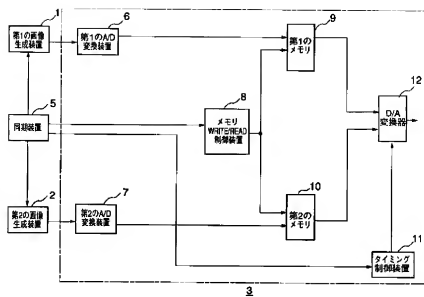 1
第1の画像
生成装置
6
第1のA/D
変換装置
9
第1の
メモリ
12
D/A
変換器
5
同期装置
8
メモリ
WRITE/READ
制御装置
2
第2の画像
生成装置
7
第2のA/D
変換装置
10
第2の
メモリ
11
タイミング
制御装置
3